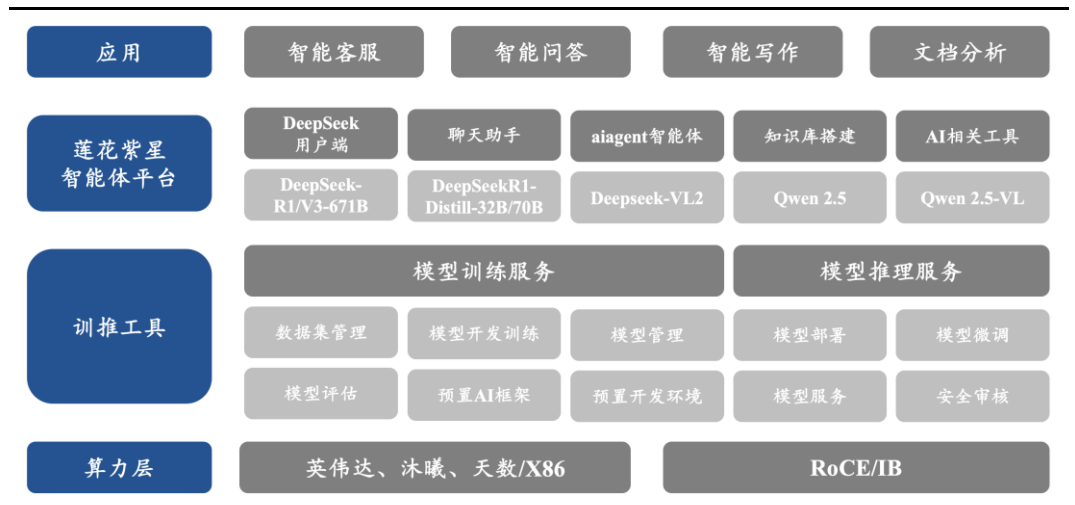 应用
智能客服
智能问答
智能写作
文档分析
莲花紫星
智能体平台
DeepSeek
用户端
聊天助手
aiagent智能体
知识库搭建
AI相关工具
DeepSeek-
R1/V3-671B
DeepSeekR1-
Distill-32B/70B
Deepseek-VL2
Qwen 2.5
Qwen 2.5-VL
训推工具
模型训练服务
模型推理服务
数据集管理
模型开发训练
模型管理
模型部署
模型微调
模型评估
预置AI框架
预置开发环境
模型服务
安全审核
算力层
英伟达、沐曦、天数/X86
RoCE/IB